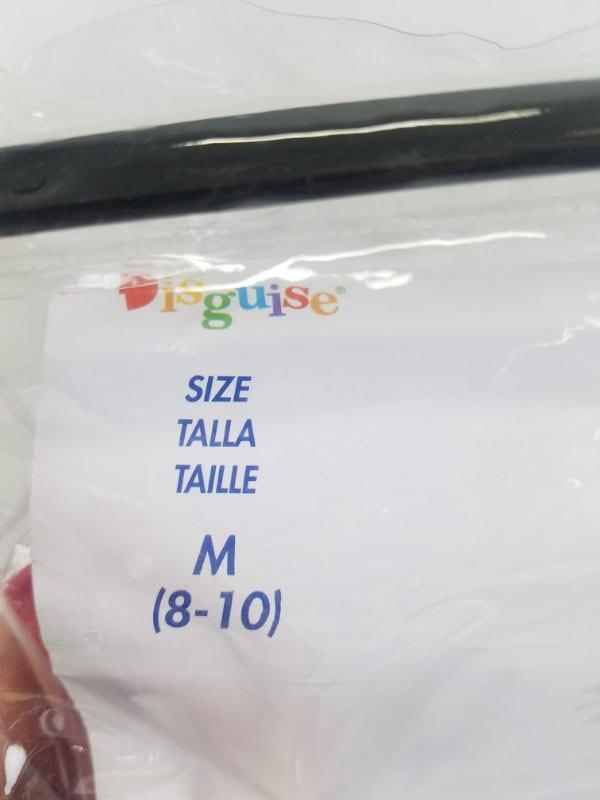 Disguise®
SIZE
TALLA
TAILLE
M
(8-10)